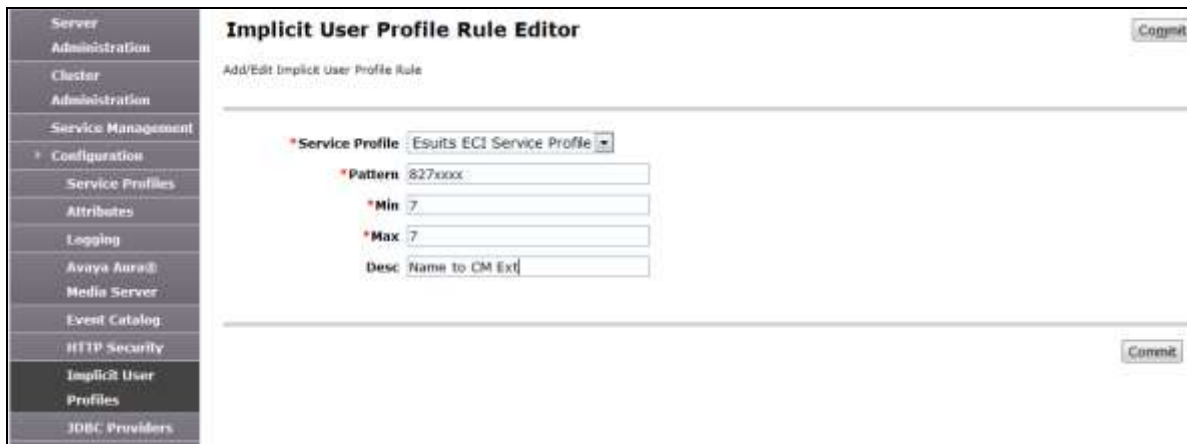 Server
Administration
Cluster
Administration
Service Management
Configuration
Service Profiles
Attributes
Logging
Avaya Aura®
Media Server
Event Catalog
HTTP Security
Implicit User
Profiles
JDBC Providers
Implicit User Profile Rule Editor
Commit
Add/Edit Implicit User Profile Rule
*Service Profile Esuits ECI Service Profile
*Pattern 827xxxx
*Min 7
*Max 7
Desc Name to CM Ext
Commit